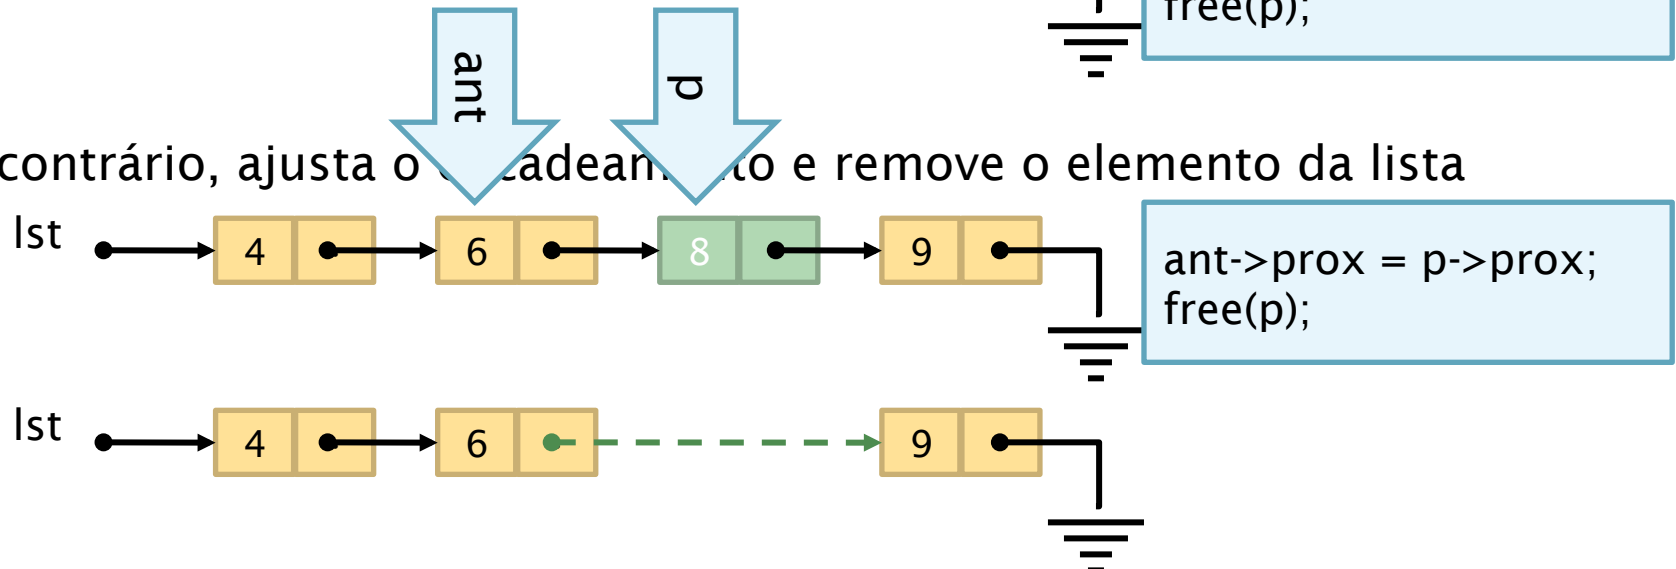 free(p);
ant
p
contrário, ajusta o e remove o elemento da lista
lst
4
6
8
9
ant->prox = p->prox;
free(p);
lst
4
6
9